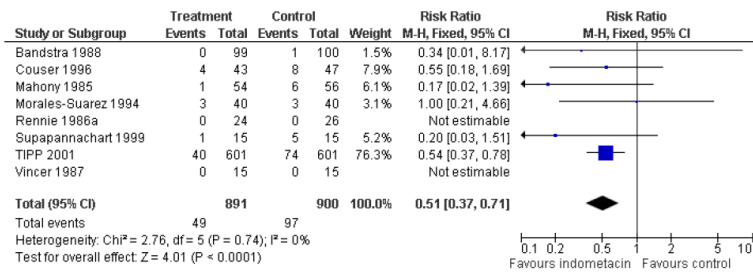 Treatment Control Risk Ratio Risk Ratio
Study or Subgroup Events Total Events Total Weight M-H, Fixed, 95% CI M-H, Fixed, 95% CI
Bandstra 1988 0 99 1 100 1.5% 0.34 [0.01, 8.17]
Couser 1996 4 43 8 47 7.9% 0.55 [0.18, 1.69]
Mahony 1985 1 54 6 56 6.1% 0.17 [0.02, 1.39]
Morales-Suarez 1994 3 40 3 40 3.1% 1.00 [0.21, 4.66]
Rennie 1986a 0 24 0 26 Not estimable
Supapannachart 1999 1 15 5 15 5.2% 0.20 [0.03, 1.51]
TIPP 2001 40 601 74 601 76.3% 0.54 [0.37, 0.78]
Vincer 1987 0 15 0 15 Not estimable
Total (95% CI) 891 900 100.0% 0.51 [0.37, 0.71]
Total events 49 97
Heterogeneity: Chi² = 2.76, df = 5 (P = 0.74); I² = 0%
Test for overall effect: Z = 4.01 (P < 0.0001)
0.1 0.2 0.5 1 2 5 10
Favours indometacin Favours control